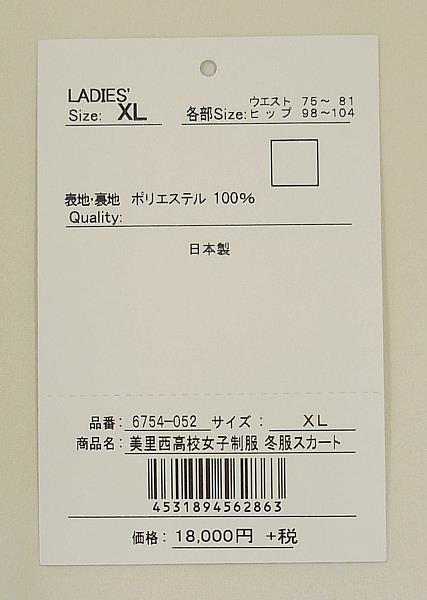 LADIES'
Size: XL 各部Size: ウエスト 75～ 81
ヒップ 98～104
表地・裏地 ポリエステル 100%
Quality:
日本製
品番: 6754-052 サイズ: XL
商品名: 美里西高校女子制服 冬服スカート
4531894562863
価格: 18,000円 +税